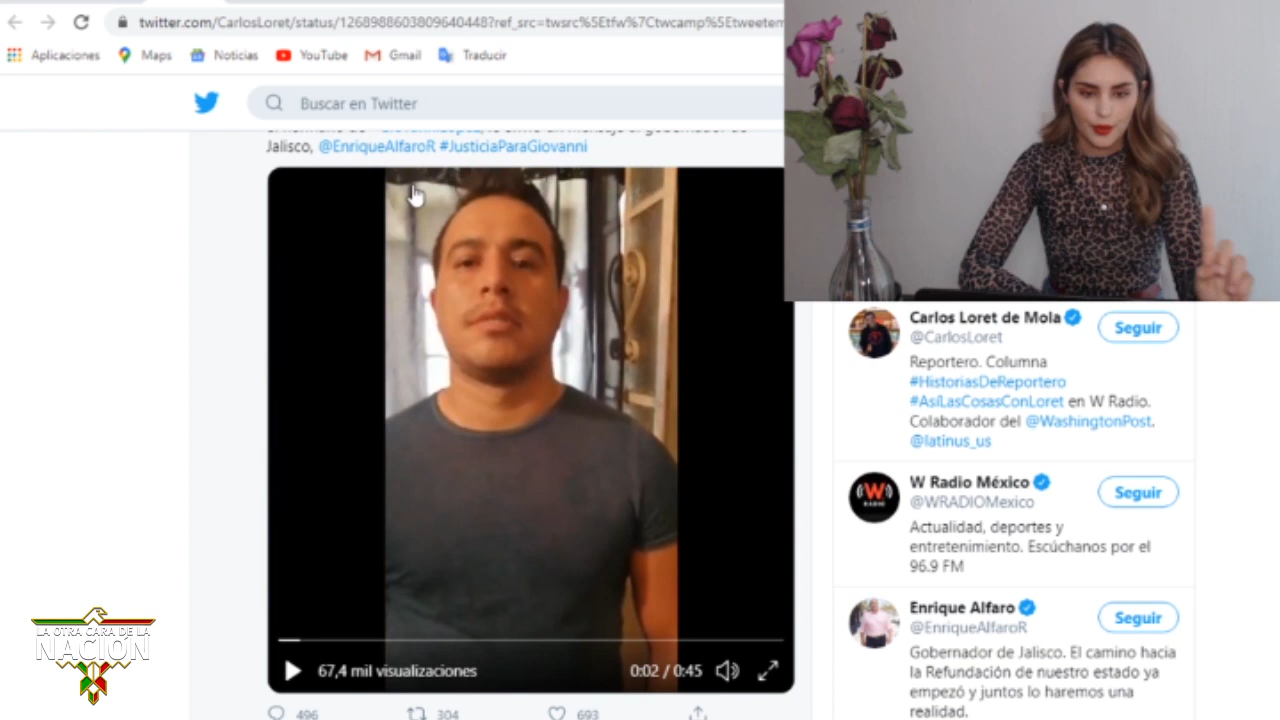 twitter.com/CarlosLoret/status/1268988603809640448?ref_src=twsrc%5Etfw%7Ctwcamp%5Etweetem
Aplicaciones Maps Noticias YouTube Gmail Traducir
Buscar en Twitter
Jalisco, @EnriqueAlfaroR #JusticiaParaGiovanni
67,4 mil visualizaciones 0:02 / 0:45
496 304 693
Carlos Loret de Mola Seguir
@CarlosLoret
Reportero. Columna
#HistoriasDeReportero
#AsíLasCosasConLoret en W Radio.
Colaborador del @WashingtonPost.
@latinus_us
W Radio México Seguir
@WRADIOMexico
Actualidad, deportes y
entretenimiento. Escúchanos por el
96.9 FM
Enrique Alfaro Seguir
@EnriqueAlfaroR
Gobernador de Jalisco. El camino hacia
la Refundación de nuestro estado ya
empezó y juntos lo haremos una
realidad.
LA OTRA CARA DE LA
NACIÓN